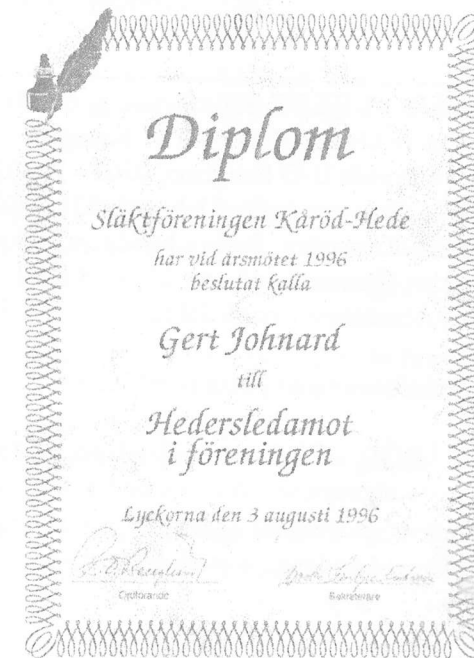 Diplom
Släktföreningen Kåröd-Hede
har vid årsmötet 1996
beslutat kalla
Gert Johnard
till
Hedersledamot
i föreningen
Lyckorna den 3 augusti 1996
Ordförande
Sekreterare